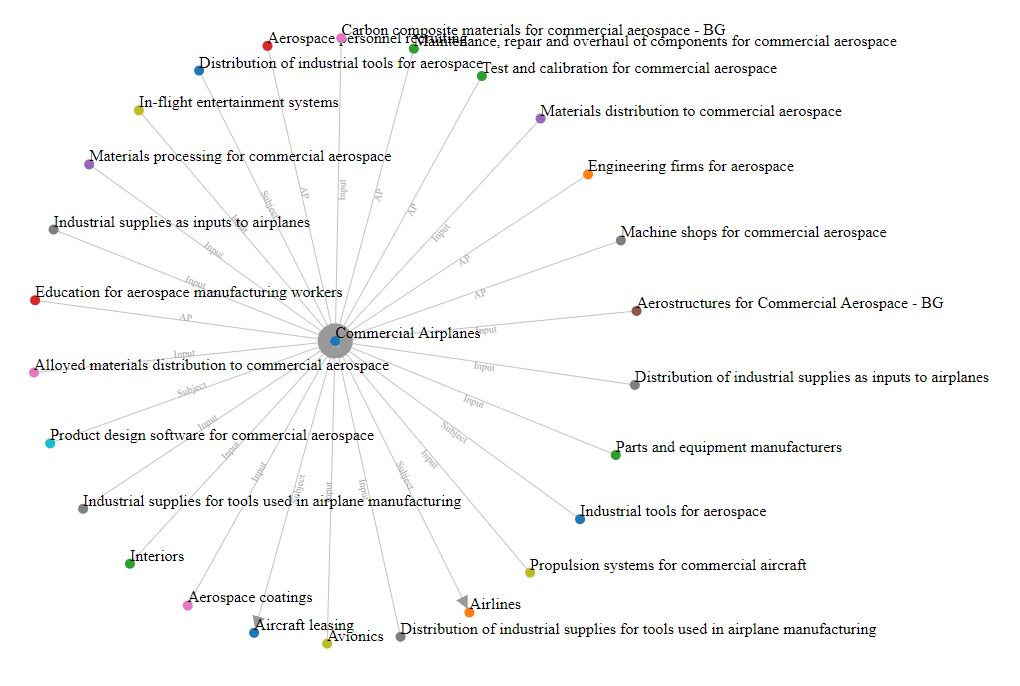 Carbon composite materials for commercial aerospace - BG
Aerospace personnel recruiting
Maintenance, repair and overhaul of components for commercial aerospace
Distribution of industrial tools for aerospace
Test and calibration for commercial aerospace
In-flight entertainment systems
Materials distribution to commercial aerospace
Materials processing for commercial aerospace
Engineering firms for aerospace
Subject
AP
Input
AP
AP
Industrial supplies as inputs to airplanes
Input
Input
Machine shops for commercial aerospace
Input
AP
Input
AP
Education for aerospace manufacturing workers
Aerostructures for Commercial Aerospace - BG
AP
Commercial Airplanes
Input
Input
Alloyed materials distribution to commercial aerospace
Input
Distribution of industrial supplies as inputs to airplanes
Subject
Input
Product design software for commercial aerospace
Input
Subject
Parts and equipment manufacturers
Input
Input
Input
Subject
Subject
Input
Input
Industrial supplies for tools used in airplane manufacturing
Industrial tools for aerospace
Interiors
Propulsion systems for commercial aircraft
Aerospace coatings
Airlines
Aircraft leasing
Distribution of industrial supplies for tools used in airplane manufacturing
Avionics